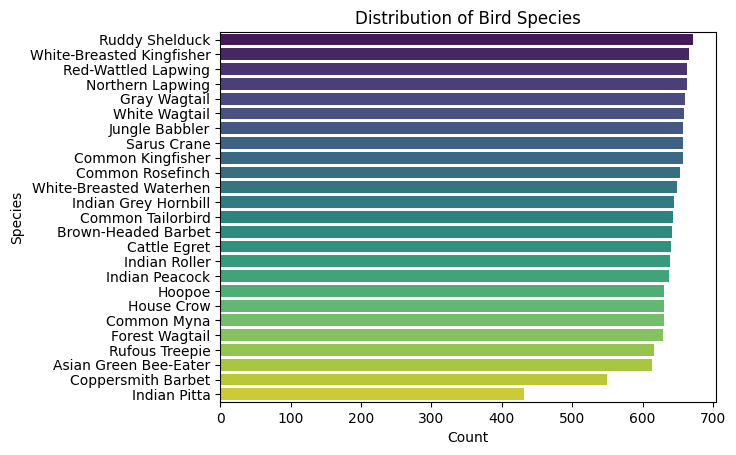 Distribution of Bird Species
Species
Ruddy Shelduck
White-Breasted Kingfisher
Red-Wattled Lapwing
Northern Lapwing
Gray Wagtail
White Wagtail
Jungle Babbler
Sarus Crane
Common Kingfisher
Common Rosefinch
White-Breasted Waterhen
Indian Grey Hornbill
Common Tailorbird
Brown-Headed Barbet
Cattle Egret
Indian Roller
Indian Peacock
Hoopoe
House Crow
Common Myna
Forest Wagtail
Rufous Treepie
Asian Green Bee-Eater
Coppersmith Barbet
Indian Pitta
0 100 200 300 400 500 600 700
Count